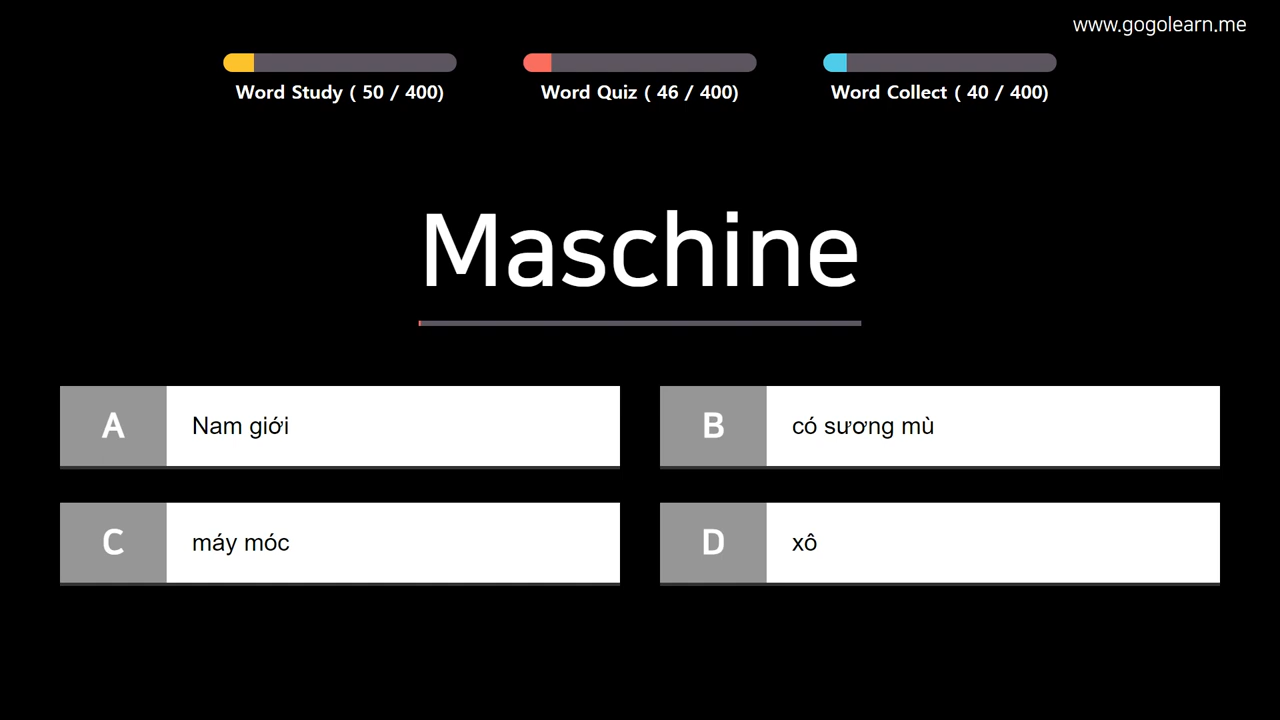 www.gogolearn.me
Word Study ( 50 / 400)
Word Quiz ( 46 / 400)
Word Collect ( 40 / 400)
Maschine
A Nam giới
B có sương mù
C máy móc
D xô